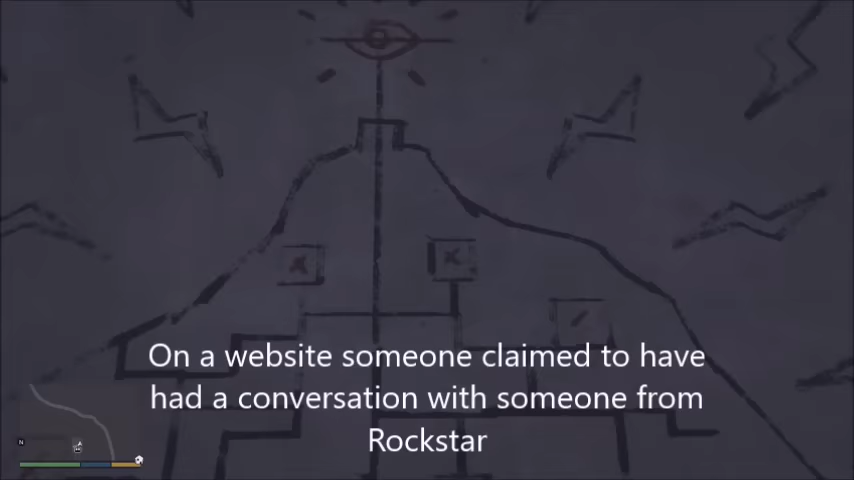 On a website someone claimed to have
had a conversation with someone from
Rockstar
N